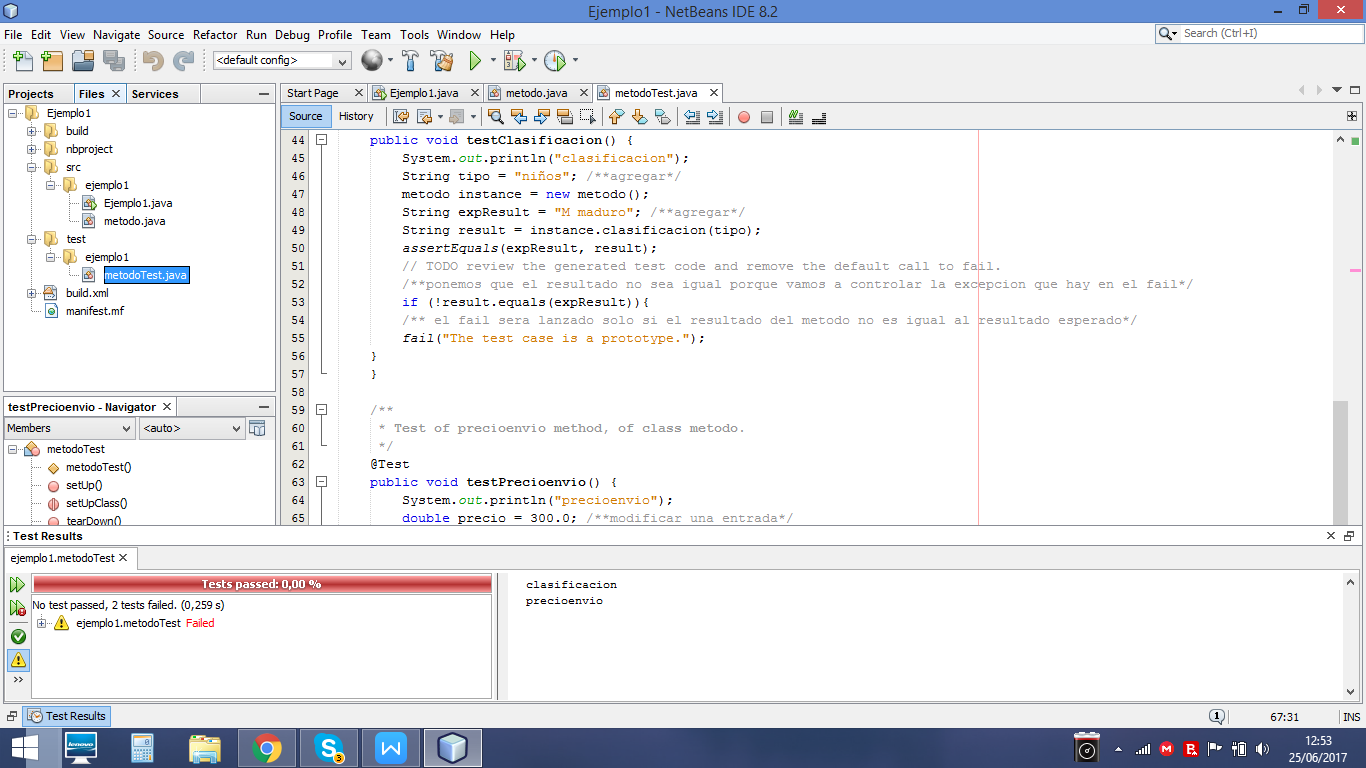 Ejemplo1 - NetBeans IDE 8.2
File Edit View Navigate Source Refactor Run Debug Profile Team Tools Window Help
Search (Ctrl+I)
<default config>
Projects Files Services
Start Page Ejemplo1.java metodo.java metodoTest.java
Source History
Ejemplo1
build
nbproject
src
ejemplo1
Ejemplo1.java
metodo.java
test
ejemplo1
metodoTest.java
build.xml
manifest.mf
44 public void testClasificacion() {
45 System.out.println("clasificacion");
46 String tipo = "niños"; /**agregar*/
47 metodo instance = new metodo();
48 String expResult = "M maduro"; /**agregar*/
49 String result = instance.clasificacion(tipo);
50 assertEquals(expResult, result);
51 // TODO review the generated test code and remove the default call to fail.
52 /**ponemos que el resultado no sea igual porque vamos a controlar la excepcion que hay en el fail*/
53 if (!result.equals(expResult)){
54 /** el fail sera lanzado solo si el resultado del metodo no es igual al resultado esperado*/
55 fail("The test case is a prototype.");
56 }
57 }
58
59 /**
60 * Test of precioenvio method, of class metodo.
61 */
62 @Test
63 public void testPrecioenvio() {
64 System.out.println("precioenvio");
65 double precio = 300.0; /**modificar una entrada*/
testPrecioenvio - Navigator
Members <auto>
metodoTest
metodoTest()
setUp()
setUpClass()
tearDown()
Test Results
ejemplo1.metodoTest
Tests passed: 0,00 %
No test passed, 2 tests failed. (0,259 s)
ejemplo1.metodoTest Failed
clasificacion
precioenvio
Test Results
1
67:31 INS
lenovo
3
12:53
25/06/2017